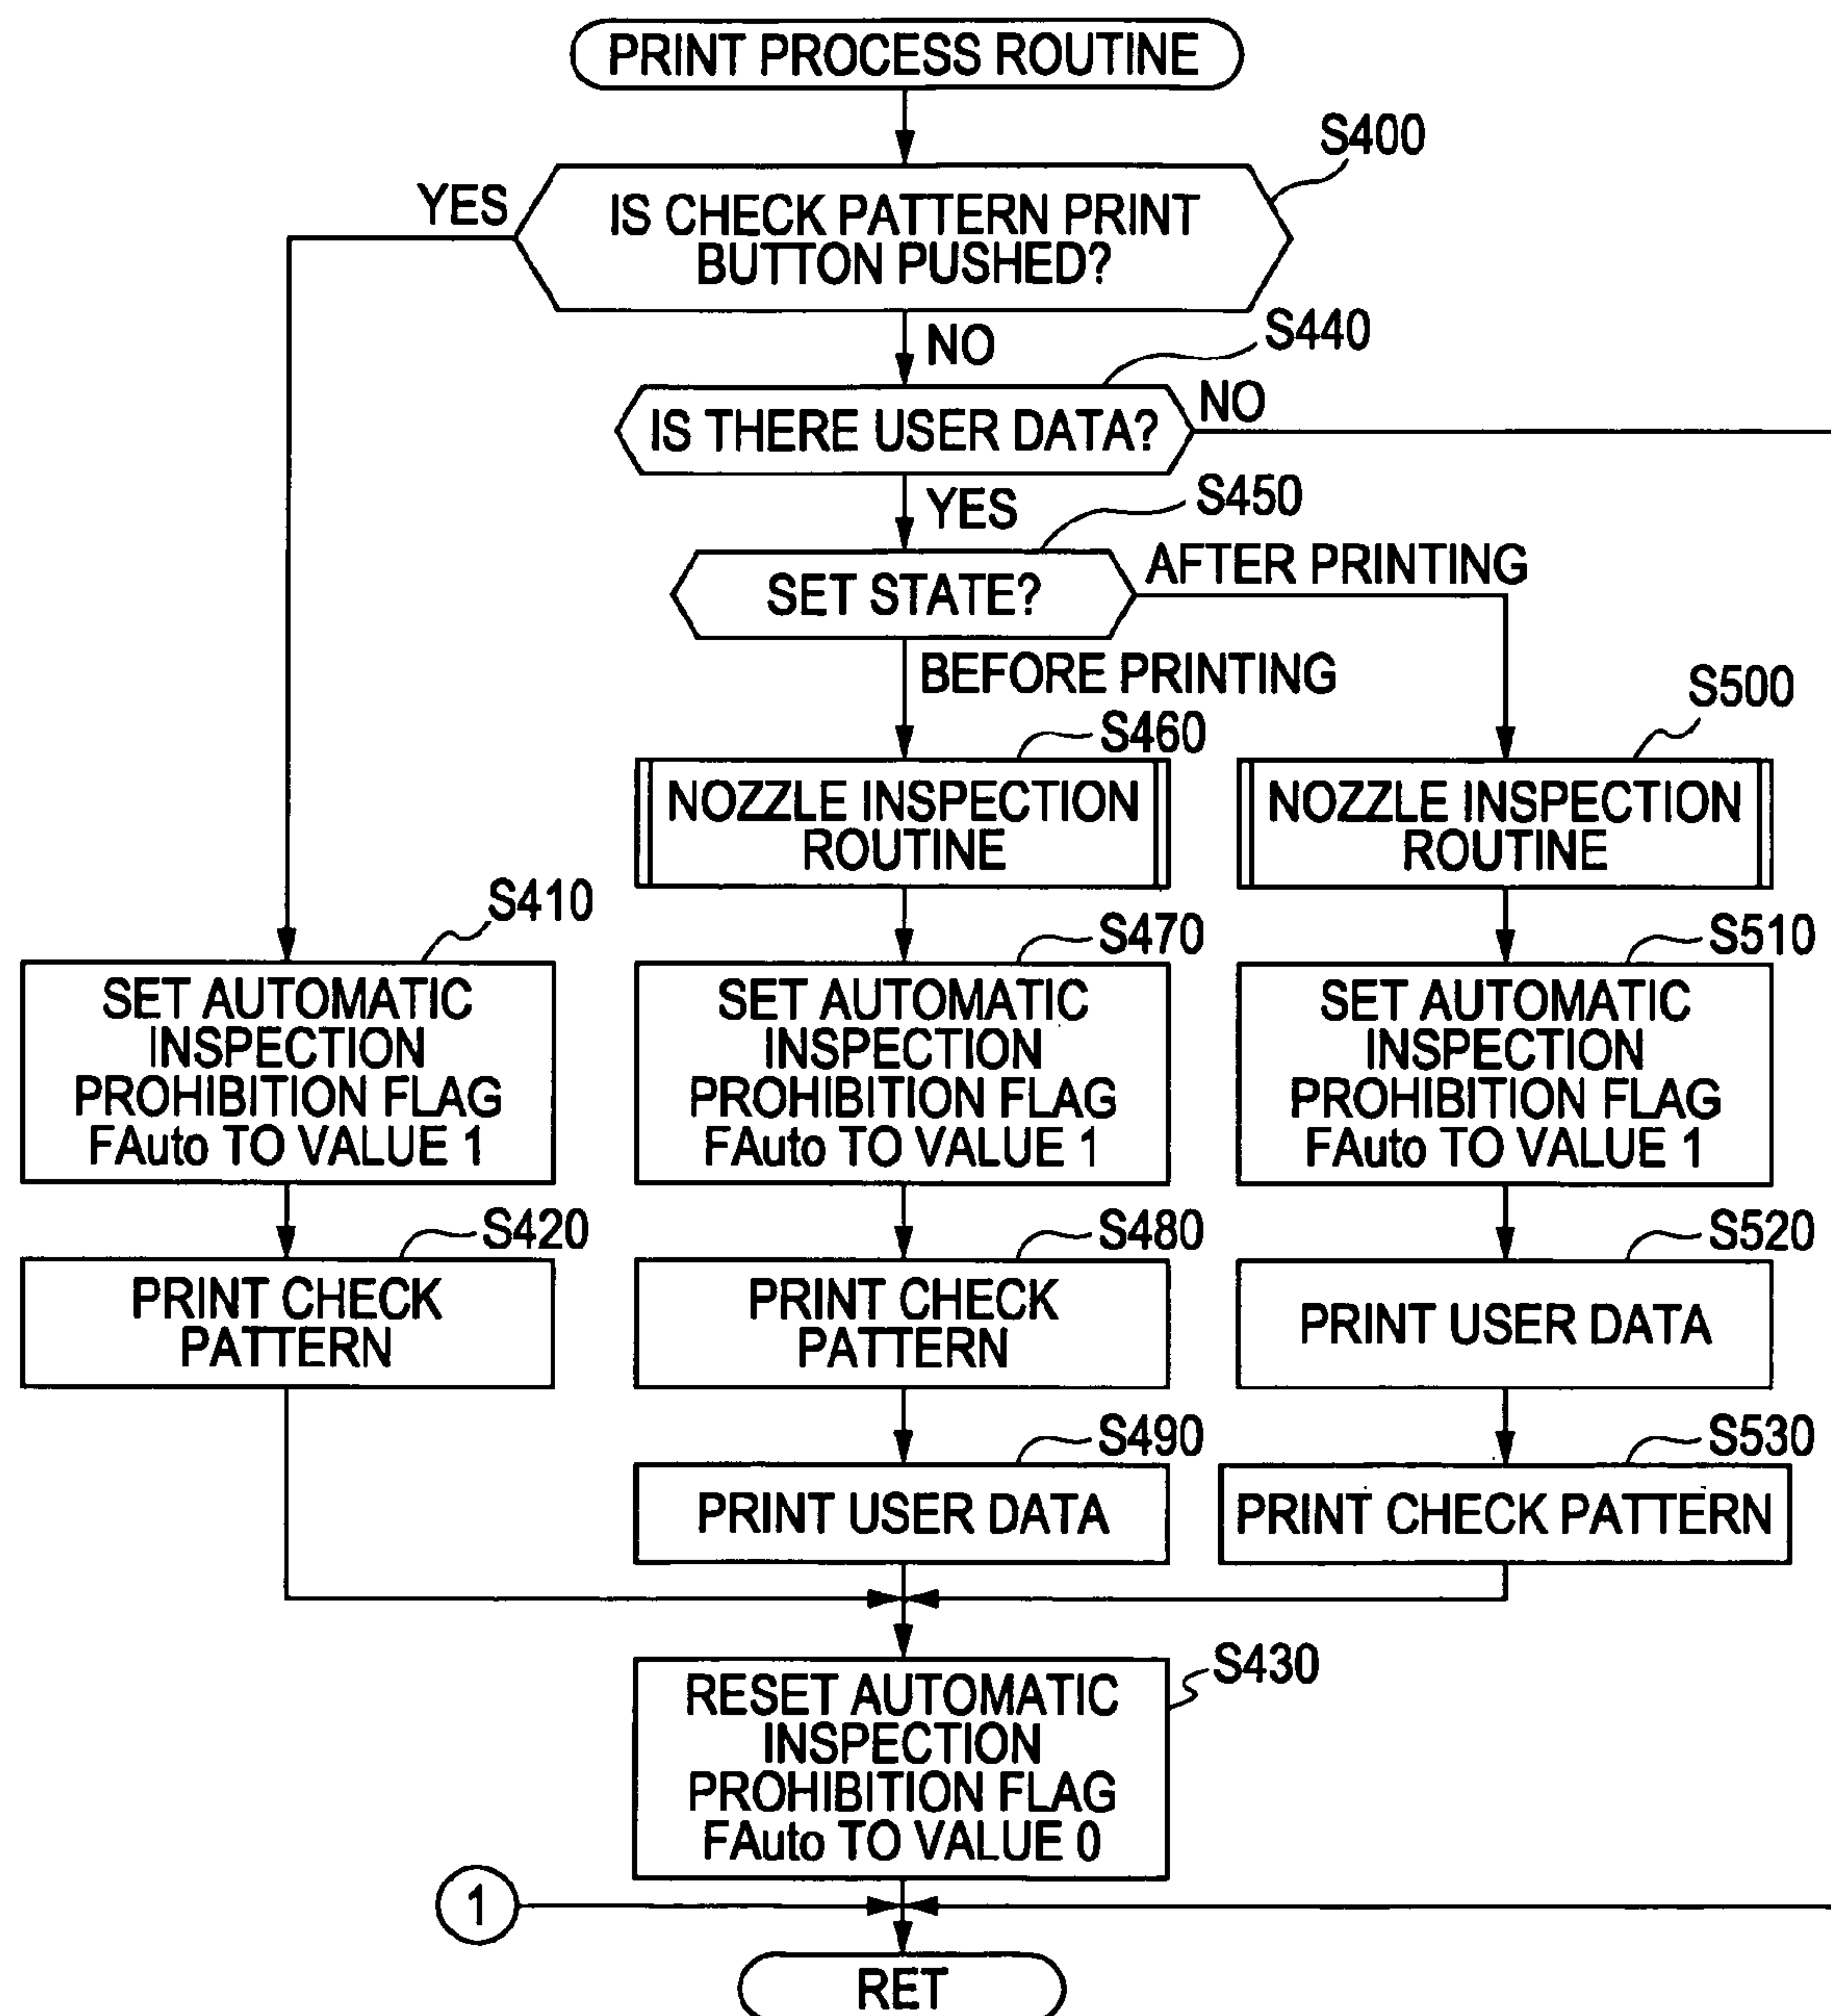 PRINT PROCESS ROUTINE
S400
YES
IS CHECK PATTERN PRINT
BUTTON PUSHED?
NO
S440
IS THERE USER DATA?
NO
YES
S450
SET STATE?
AFTER PRINTING
BEFORE PRINTING
S460
S500
NOZZLE INSPECTION
ROUTINE
NOZZLE INSPECTION
ROUTINE
S410
S470
S510
SET AUTOMATIC
INSPECTION
PROHIBITION FLAG
FAuto TO VALUE 1
SET AUTOMATIC
INSPECTION
PROHIBITION FLAG
FAuto TO VALUE 1
SET AUTOMATIC
INSPECTION
PROHIBITION FLAG
FAuto TO VALUE 1
S420
S480
S520
PRINT CHECK
PATTERN
PRINT CHECK
PATTERN
PRINT USER DATA
S490
S530
PRINT USER DATA
PRINT CHECK PATTERN
S430
RESET AUTOMATIC
INSPECTION
PROHIBITION FLAG
FAuto TO VALUE 0
1
RET